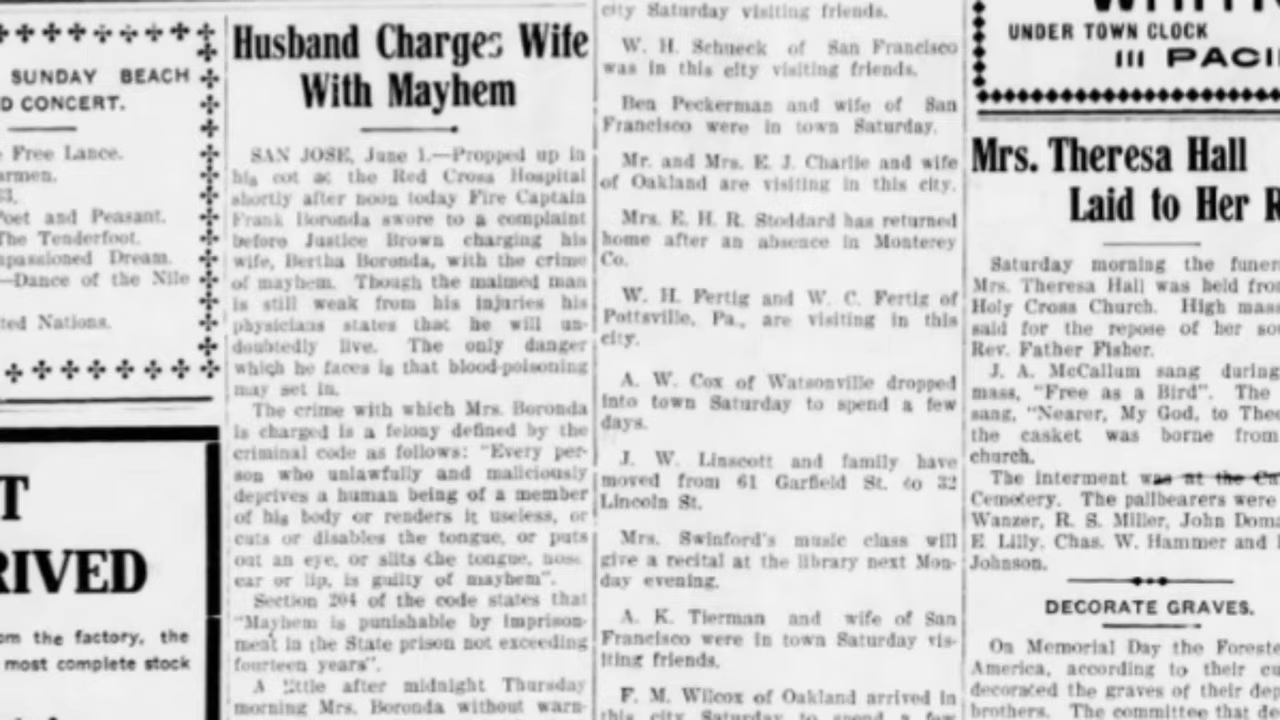 SUNDAY BEACH
D CONCERT.
Free Lance.
armen.
33.
Poet and Peasant.
The Tenderfoot.
passioned Dream.
—Dance of the Nile
ted Nations.
T
RIVED
om the factory, the
most complete stock
Husband Charges Wife
With Mayhem
SAN JOSE, June 1.—Propped up in
his cot at the Red Cross Hospital
shortly after noon today Fire Captain
Frank Boronda swore to a complaint
before Justice Brown charging his
wife, Bertha Boronda, with the crime
of mayhem. Though the maimed man
is still weak from his injuries his
physicians states that he will un-
doubtedly live. The only danger
which he faces is that blood-poisoning
may set in.
The crime with which Mrs. Boronda
is charged is a felony defined by the
criminal code as follows: "Every per-
son who unlawfully and maliciously
deprives a human being of a member
of his body or renders it useless, or
cuts or disables the tongue, or puts
out an eye, or slits the tongue, nose
ear or lip, is guilty of mayhem".
Section 204 of the code states that
"Mayhem is punishable by imprison-
ment in the State prison not exceeding
fourteen years".
A little after midnight Thursday
morning Mrs. Boronda without warn-
city Saturday visiting friends.
W. H. Schueck of San Francisco
was in this city visiting friends.
Ben Peckerman and wife of San
Francisco were in town Saturday.
Mr. and Mrs. E. J. Charlie and wife
of Oakland are visiting in this city.
Mrs. E. H. R. Stoddard has returned
home after an absence in Monterey
Co.
W. H. Fertig and W. C. Fertig of
Pottsville, Pa., are visiting in this
city.
A. W. Cox of Watsonville dropped
into town Saturday to spend a few
days.
J. W. Linscott and family have
moved from 61 Garfield St. to 32
Lincoln St.
Mrs. Swinford's music class will
give a recital at the library next Mon-
day evening.
A. K. Tierman and wife of San
Francisco were in town Saturday vis-
iting friends.
F. M. Wilcox of Oakland arrived in
this city Saturday to spend a few
UNDER TOWN CLOCK
111 PACI
Mrs. Theresa Hall
Laid to Her R
Saturday morning the funer
Mrs. Theresa Hall was held from
Holy Cross Church. High mass
said for the repose of her sou
Rev. Father Fisher.
J. A. McCallum sang during
mass, "Free as a Bird". The
sang, "Nearer, My God, to Thee
the casket was borne from
church.
The interment was at the Ca
Cemetery. The pallbearers were
Wanzer, R. S. Miller, John Doma
E. Lilly, Chas. W. Hammer and
Johnson.
DECORATE GRAVES.
On Memorial Day the Foreste
America, according to their cu
decorated the graves of their dep
brothers. The committee that de